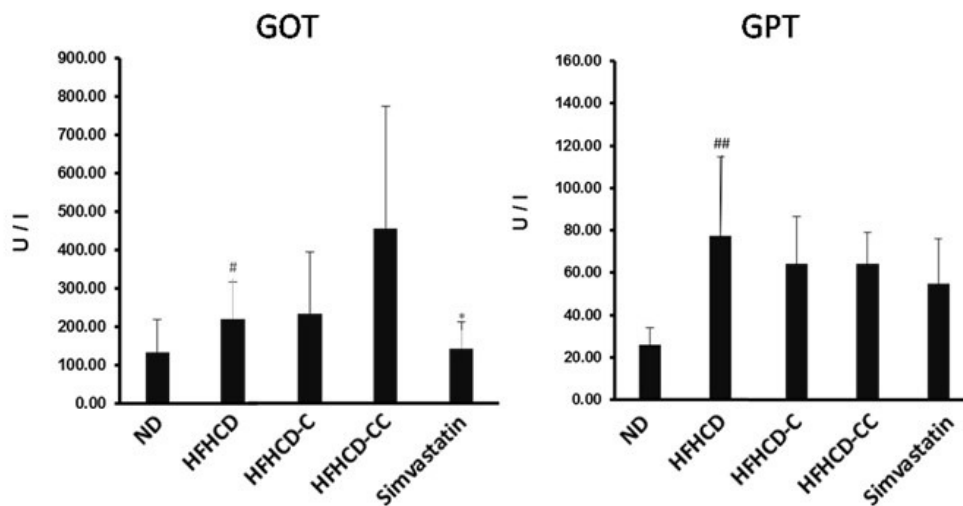 GOT
900.00
800.00
700.00
600.00
500.00
400.00
300.00
200.00
100.00
0.00
U / l
#
*
ND
HFHCD
HFHCD-C
HFHCD-CC
Simvastatin
GPT
160.00
140.00
120.00
100.00
80.00
60.00
40.00
20.00
0.00
U / l
##
ND
HFHCD
HFHCD-C
HFHCD-CC
Simvastatin